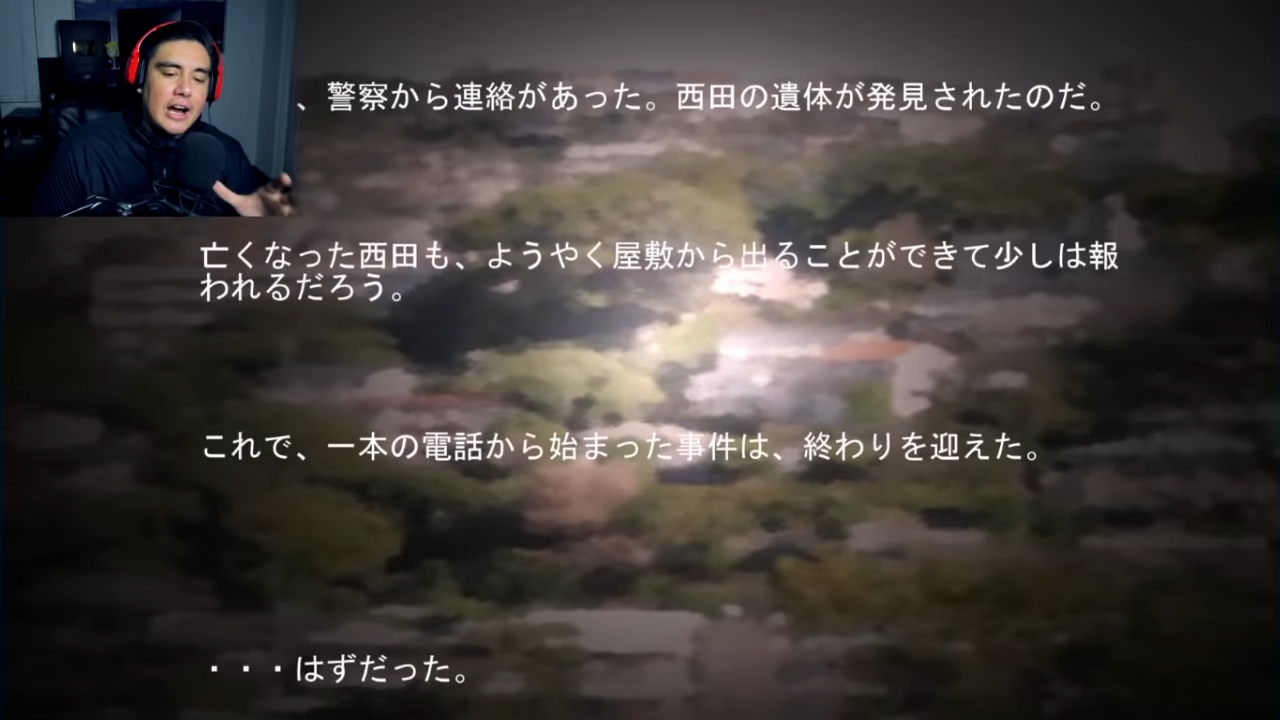 、警察から連絡があった。西田の遺体が発見されたのだ。
亡くなった西田も、ようやく屋敷から出ることができて少しは報
われるだろう。
これで、一本の電話から始まった事件は、終わりを迎えた。
・・・はずだった。